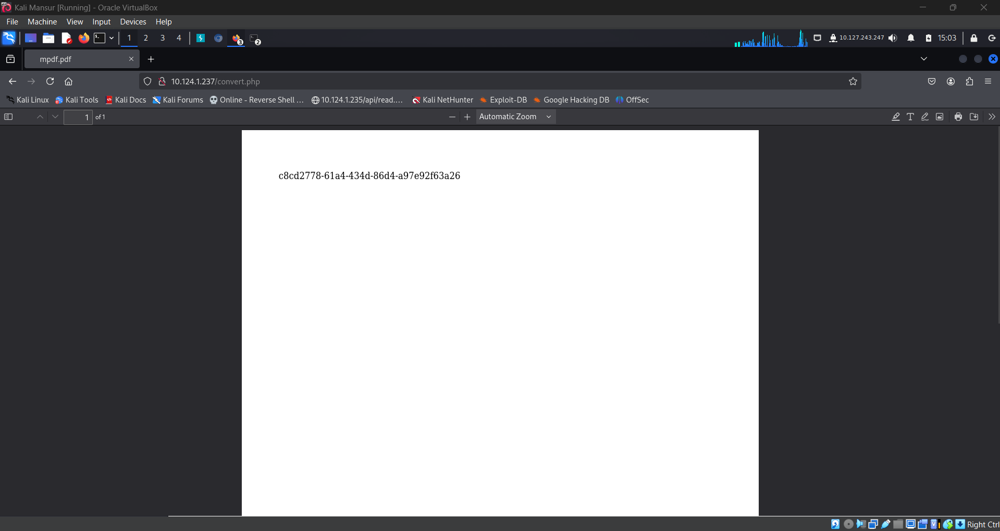 Kali Mansur [Running] - Oracle VirtualBox
File Machine View Input Devices Help
1 2 3 4 3 2 10.127.243.247 15:03
mpdf.pdf
10.124.1.237/convert.php
Kali Linux Kali Tools Kali Docs Kali Forums Online - Reverse Shell ... 10.124.1.235/api/read.... Kali NetHunter Exploit-DB Google Hacking DB OffSec
1 of 1 Automatic Zoom
c8cd2778-61a4-434d-86d4-a97e92f63a26
Right Ctrl